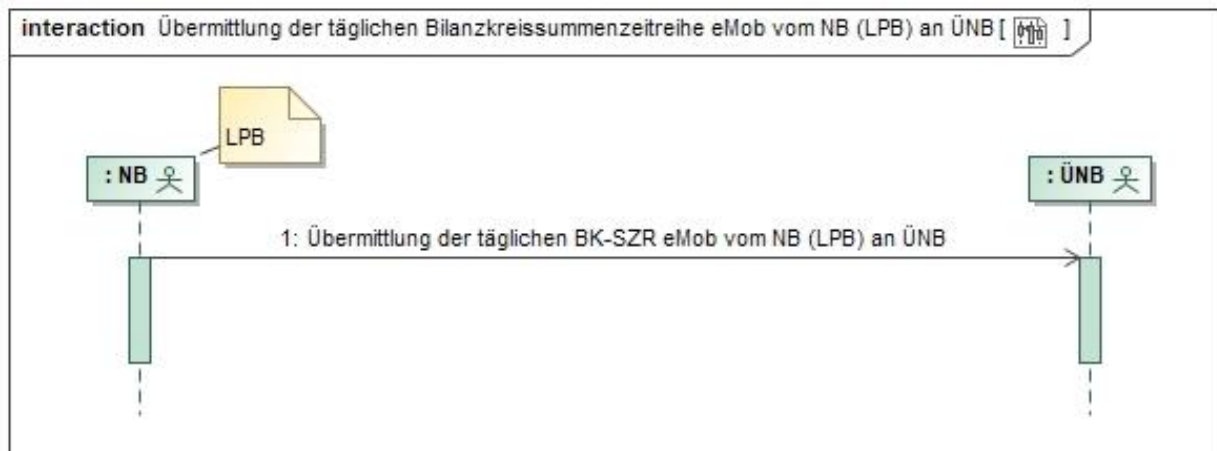 interaction Übermittlung der täglichen Bilanzkreissummenzeitreihe eMob vom NB (LPB) an ÜNB [ ]
LPB
: NB
: ÜNB
1: Übermittlung der täglichen BK-SZR eMob vom NB (LPB) an ÜNB